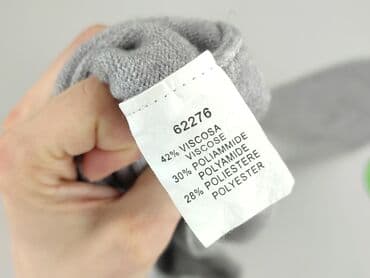 62276
42% VISCOSA
VISCOSE
30% POLIAMMIDE
POLYAMIDE
28% POLIESTERE
POLYESTER